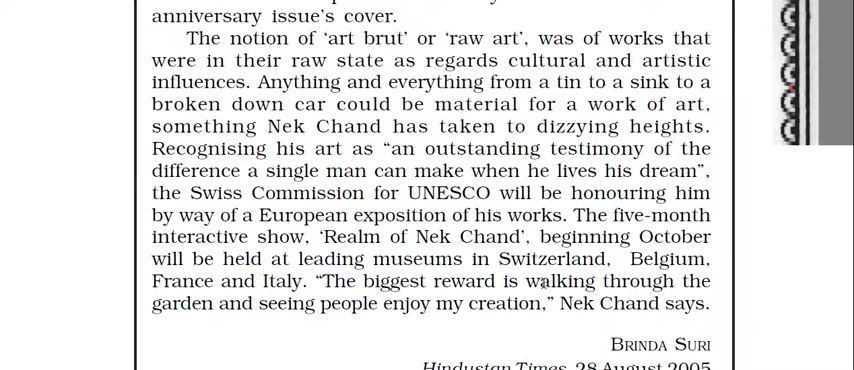 anniversary issue's cover.
The notion of ‘art brut’ or ‘raw art’, was of works that
were in their raw state as regards cultural and artistic
influences. Anything and everything from a tin to a sink to a
broken down car could be material for a work of art,
something Nek Chand has taken to dizzying heights.
Recognising his art as “an outstanding testimony of the
difference a single man can make when he lives his dream”,
the Swiss Commission for UNESCO will be honouring him
by way of a European exposition of his works. The five-month
interactive show, ‘Realm of Nek Chand’, beginning October
will be held at leading museums in Switzerland, Belgium,
France and Italy. “The biggest reward is walking through the
garden and seeing people enjoy my creation,” Nek Chand says.
BRINDA SURI
Hindustan Times, 28 August 2005